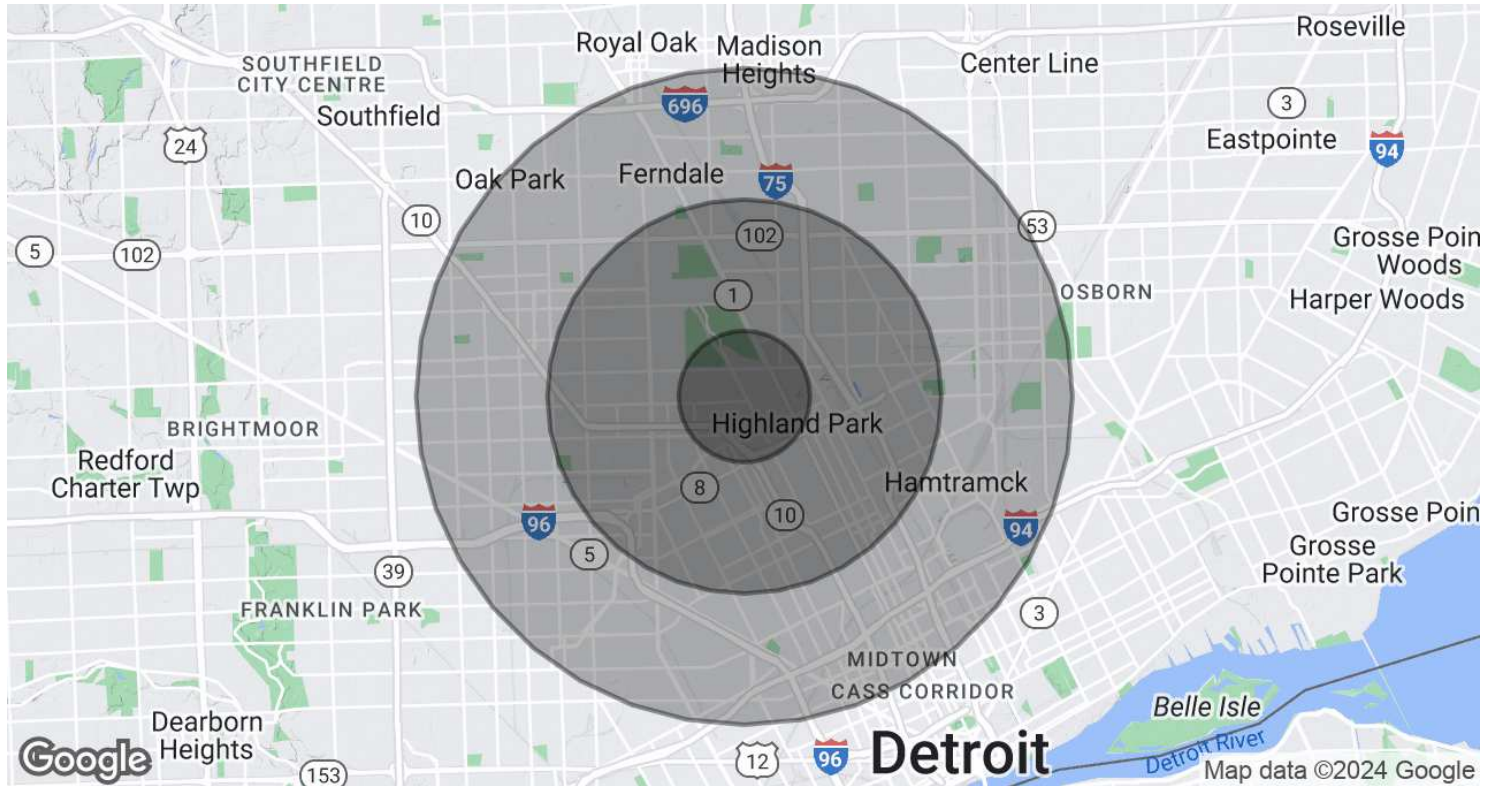 Royal Oak
Madison
Heights
Roseville
SOUTHFIELD
CITY CENTRE
Center Line
696
3
Southfield
24
Eastpointe
94
Oak Park
Ferndale
75
10
53
5
102
102
Grosse Poin
Woods
1
OSBORN
Harper Woods
Highland Park
BRIGHTMOOR
Redford
Charter Twp
8
Hamtramck
10
96
94
Grosse Poin
5
Grosse
Pointe Park
39
FRANKLIN PARK
3
MIDTOWN
CASS CORRIDOR
Belle Isle
Dearborn
Heights
Detroit River
Google
153
12
96
Detroit
Map data ©2024 Google